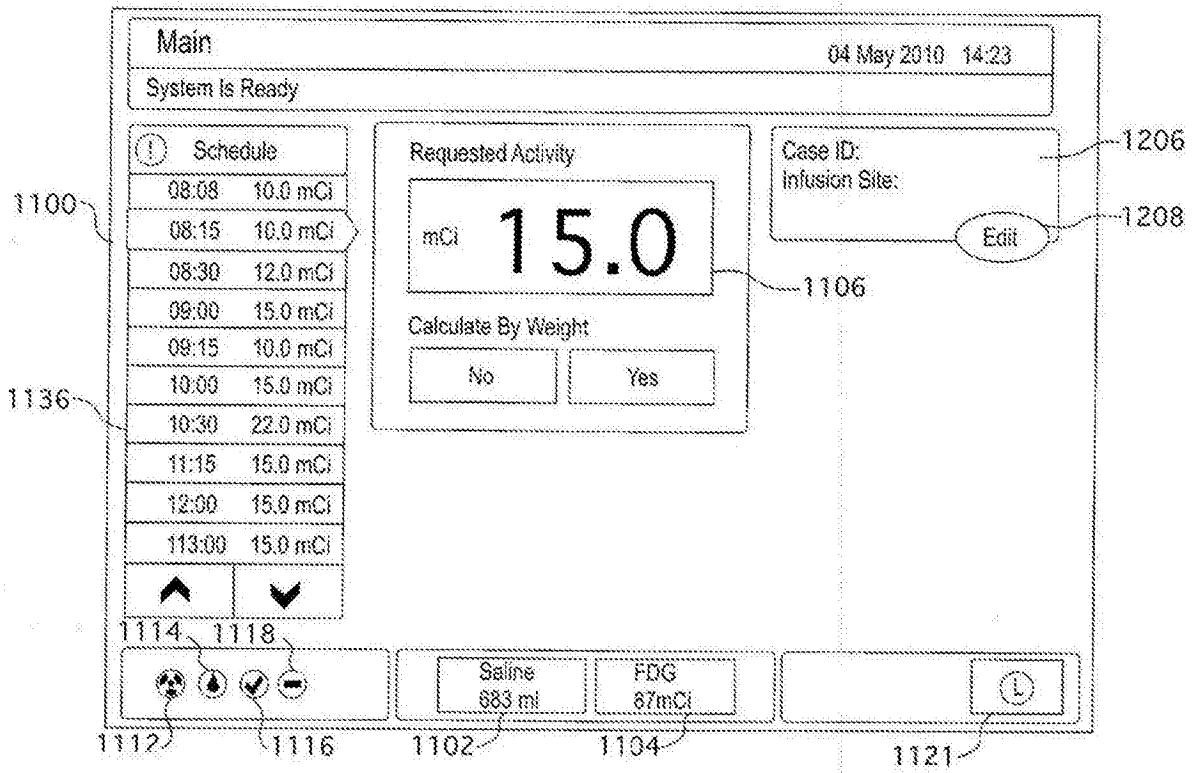 Main
04 May 2010 14:23
System Is Ready
Schedule
08:08 10.0 mCi
08:15 10.0 mCi
08:30 12.0 mCi
09:00 15.0 mCi
09:15 10.0 mCi
10:00 15.0 mCi
10:30 22.0 mCi
11:15 15.0 mCi
12:00 15.0 mCi
113:00 15.0 mCi
Requested Activity
mCi 15.0
Calculate By Weight
No Yes
Case ID:
Infusion Site:
Edit
1206
1208
1100
1106
1136
1114 1118
Saline
683 ml
FDG
87mCi
L
1112 1116 1102 1104 1121